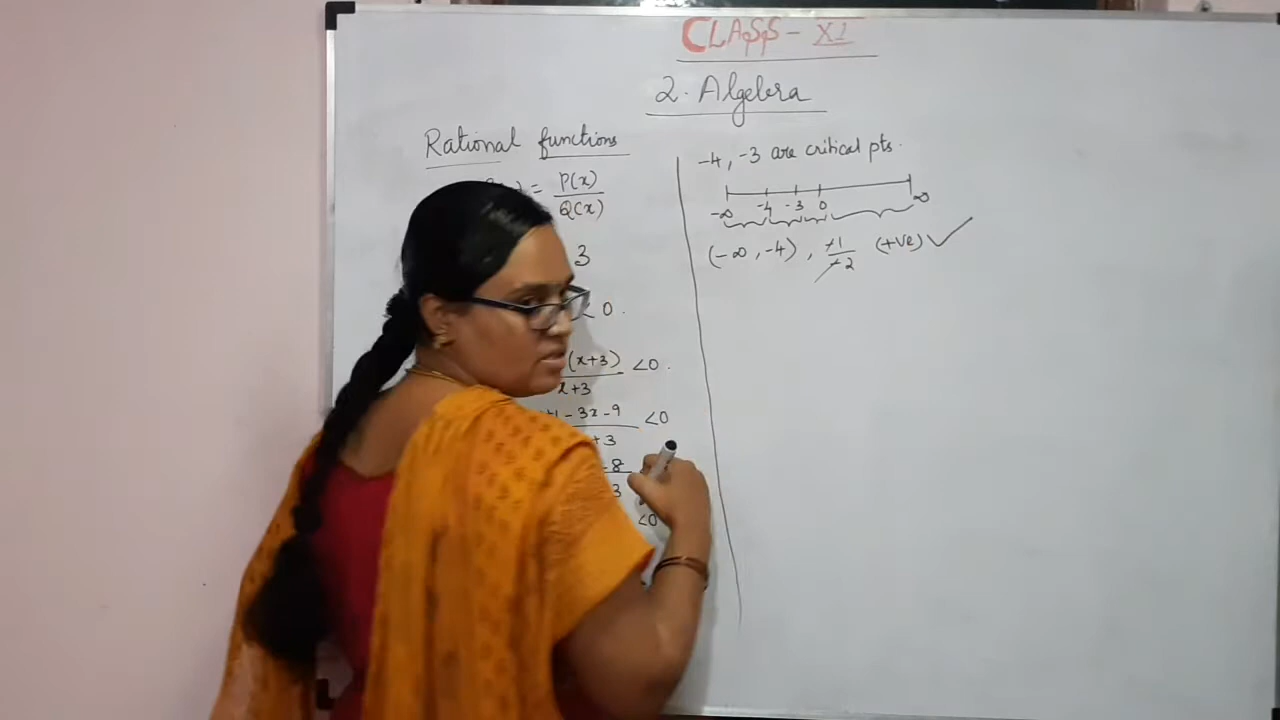 CLASS - XI
2. Algebra
Rational functions
= P(x)/Q(x)
3
< 0.
(x+3)/x+3 <0.
+1 - 3x - 9/+3 <0
-8/3
<0
-4, -3 are critical pts.
-∞ -4 -3 0 ∞
(-∞, -4), -1/-2 (+ve) ✓